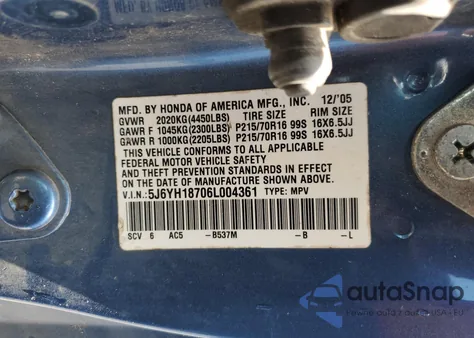 MFD. BY HONDA OF AMERICA MFG., INC. 12/'05
GVWR 2020KG(4450LBS) TIRE SIZE RIM SIZE
GAWR F 1045KG(2300LBS) P215/70R16 99S 16X6.5JJ
GAWR R 1000KG(2205LBS) P215/70R16 99S 16X6.5JJ
THIS VEHICLE CONFORMS TO ALL APPLICABLE
FEDERAL MOTOR VEHICLE SAFETY
AND THEFT PREVENTION STANDARDS IN EFFECT
ON THE DATE OF MANUFACTURE SHOWN ABOVE.
V.I.N.:5J6YH18706L004361 TYPE: MPV
SCV 6 AC5 -B537M -B -L
autoSnap